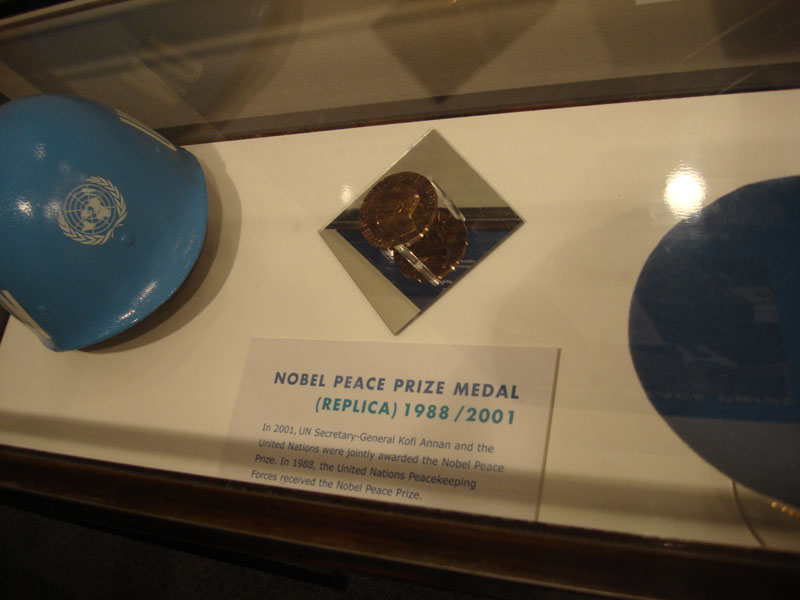 NOBEL PEACE PRIZE MEDAL
(REPLICA) 1988/2001
In 2001, UN Secretary-General Kofi Annan and the
United Nations were jointly awarded the Nobel Peace
Prize. In 1988, the United Nations Peacekeeping
Forces received the Nobel Peace Prize.